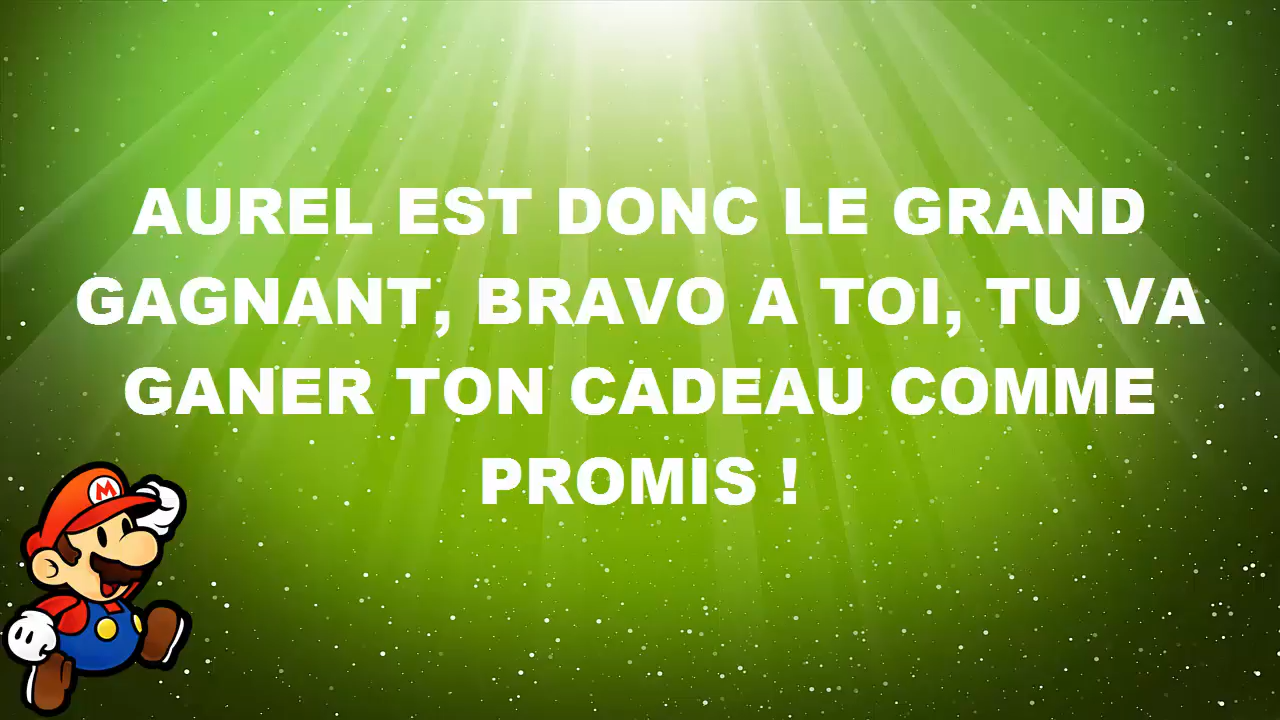 AUREL EST DONC LE GRAND
GAGNANT, BRAVO A TOI, TU VA
GANER TON CADEAU COMME
PROMIS !
M